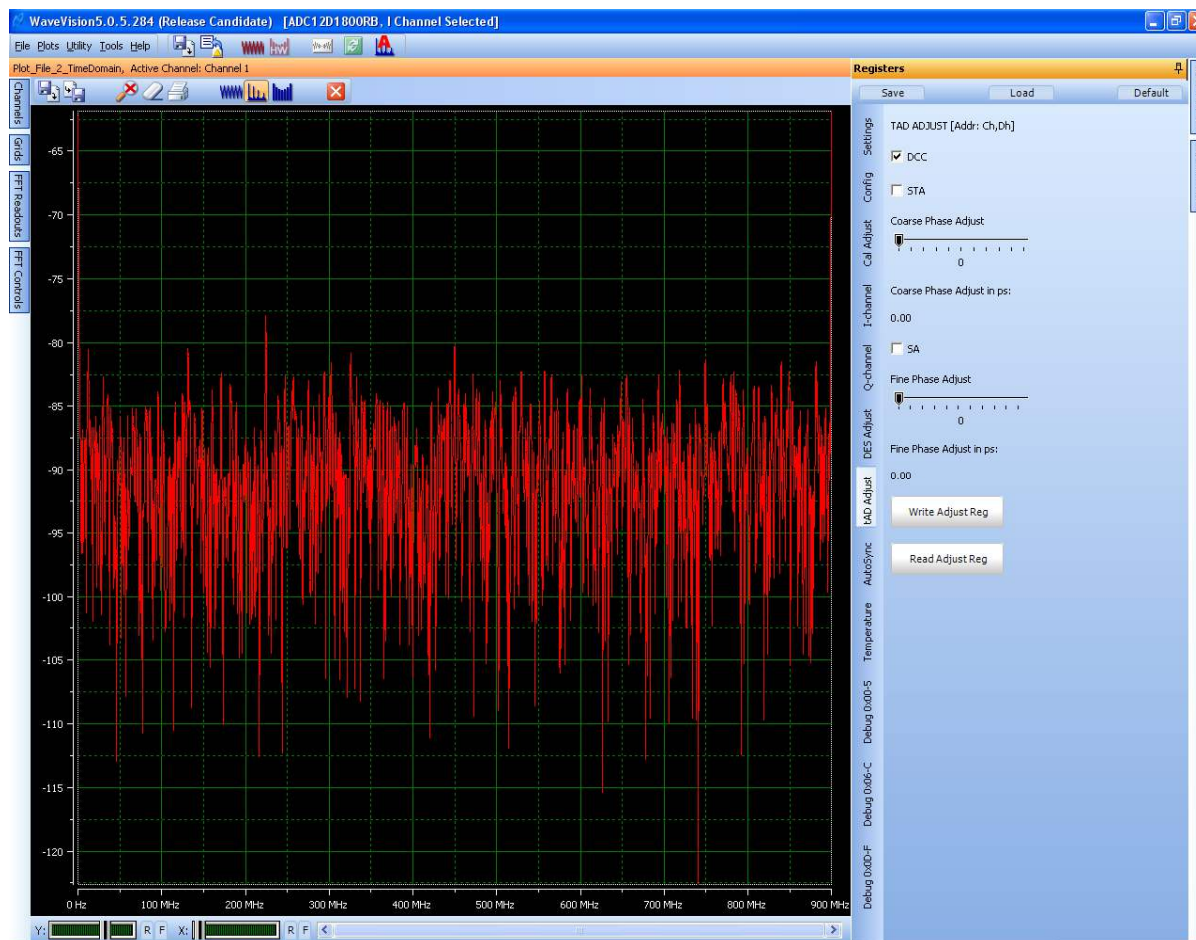 WaveVision5.0.5.284 (Release Candidate) [ADC12D1800RB, I Channel Selected]
File Plots Utility Tools Help
Plot_File_2_TimeDomain, Active Channel: Channel 1
Channels
Grids
FFT Readouts
FFT Controls
-65
-70
-75
-80
-85
-90
-95
-100
-105
-110
-115
-120
0 Hz 100 MHz 200 MHz 300 MHz 400 MHz 500 MHz 600 MHz 700 MHz 800 MHz 900 MHz
Y: R F X: R F
Registers
Save Load Default
Settings
Config
Cal Adjust
I-channel
Q-channel
DES Adjust
tAD Adjust
AutoSync
Temperature
Debug 0x00-5
Debug 0x06-C
Debug 0x0D-F
TAD ADJUST [Addr: Ch,Dh]
DCC
STA
Coarse Phase Adjust
0
Coarse Phase Adjust in ps:
0.00
SA
Fine Phase Adjust
0
Fine Phase Adjust in ps:
0.00
Write Adjust Reg
Read Adjust Reg